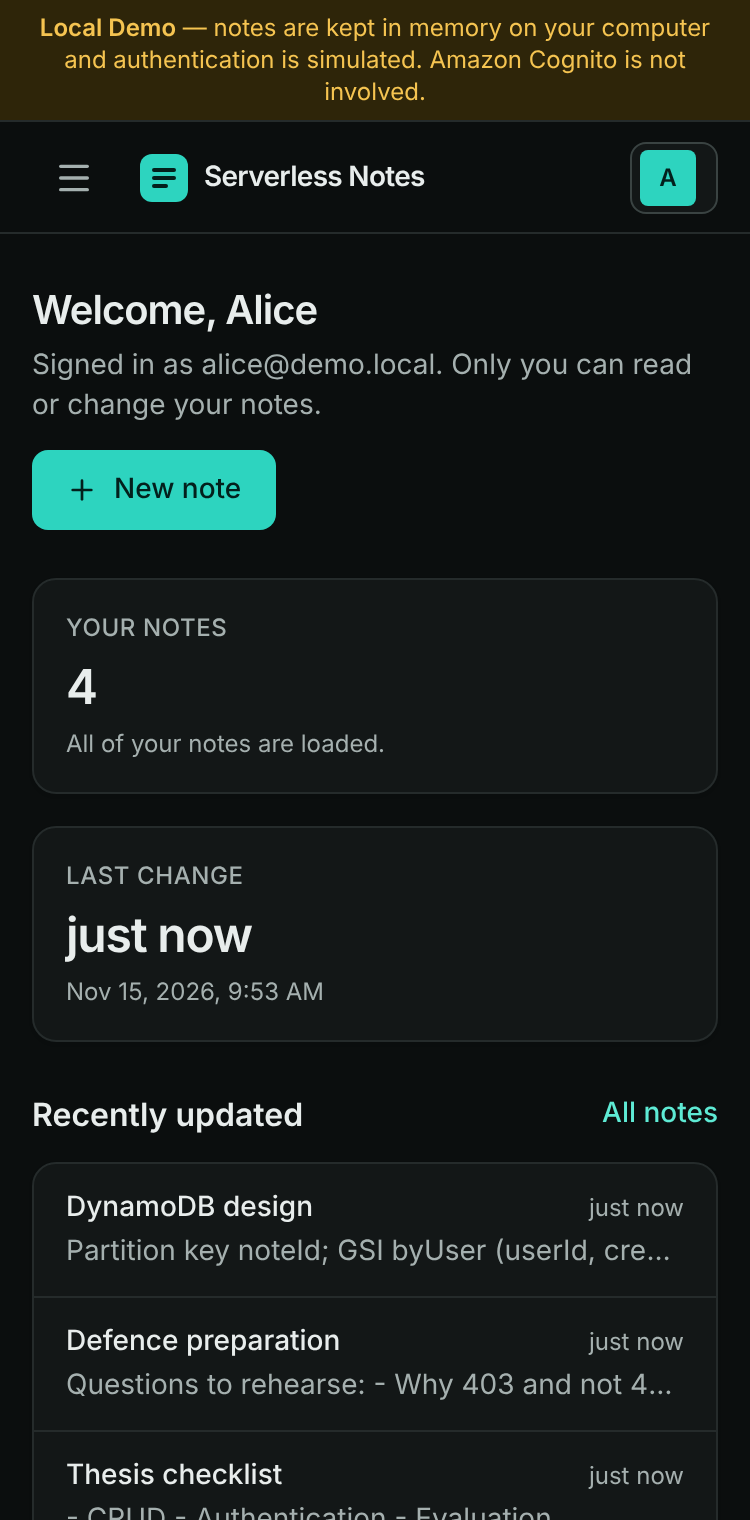 Local Demo — notes are kept in memory on your computer
and authentication is simulated. Amazon Cognito is not
involved.
Serverless Notes
A
Welcome, Alice
Signed in as alice@demo.local. Only you can read
or change your notes.
New note
YOUR NOTES
4
All of your notes are loaded.
LAST CHANGE
just now
Nov 15, 2026, 9:53 AM
Recently updated
All notes
DynamoDB design
just now
Partition key noteId; GSI byUser (userId, cre...
Defence preparation
just now
Questions to rehearse: - Why 403 and not 4...
Thesis checklist
just now
- CRUD - Authentication - Evaluation